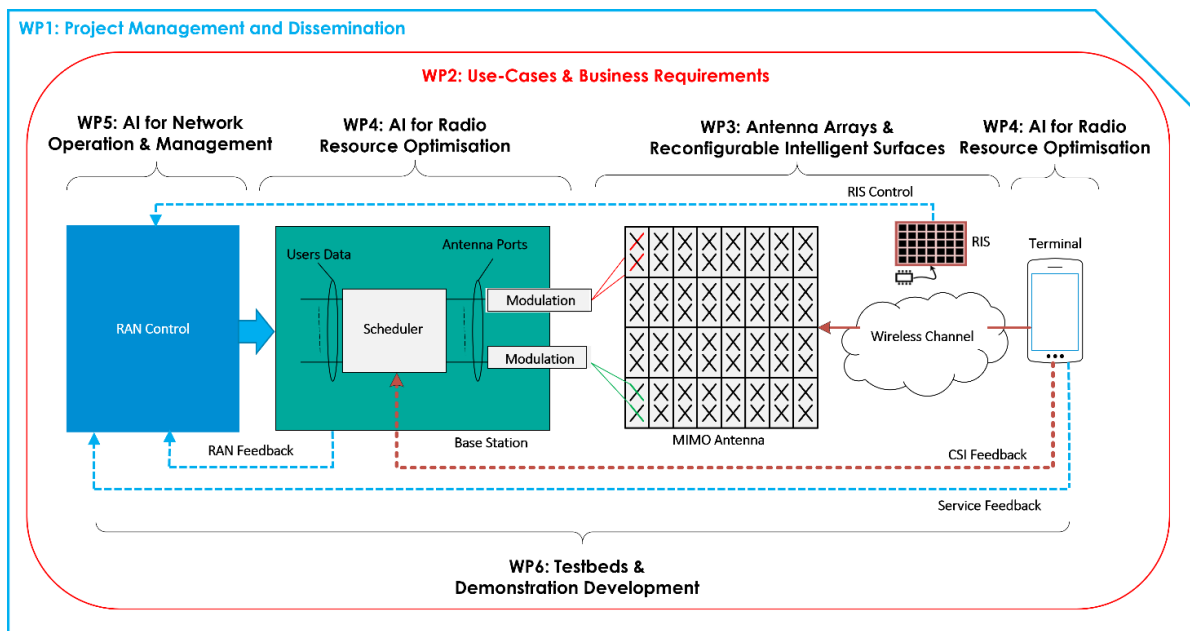 WP1: Project Management and Dissemination
WP2: Use-Cases & Business Requirements
WP5: AI for Network
Operation & Management
WP4: AI for Radio
Resource Optimisation
WP3: Antenna Arrays &
Reconfigurable Intelligent Surfaces
WP4: AI for Radio
Resource Optimisation
RIS Control
Users Data
Antenna Ports
RIS
Terminal
RAN Control
Scheduler
Modulation
Modulation
Wireless Channel
RAN Feedback
Base Station
MIMO Antenna
CSI Feedback
Service Feedback
WP6: Testbeds &
Demonstration Development